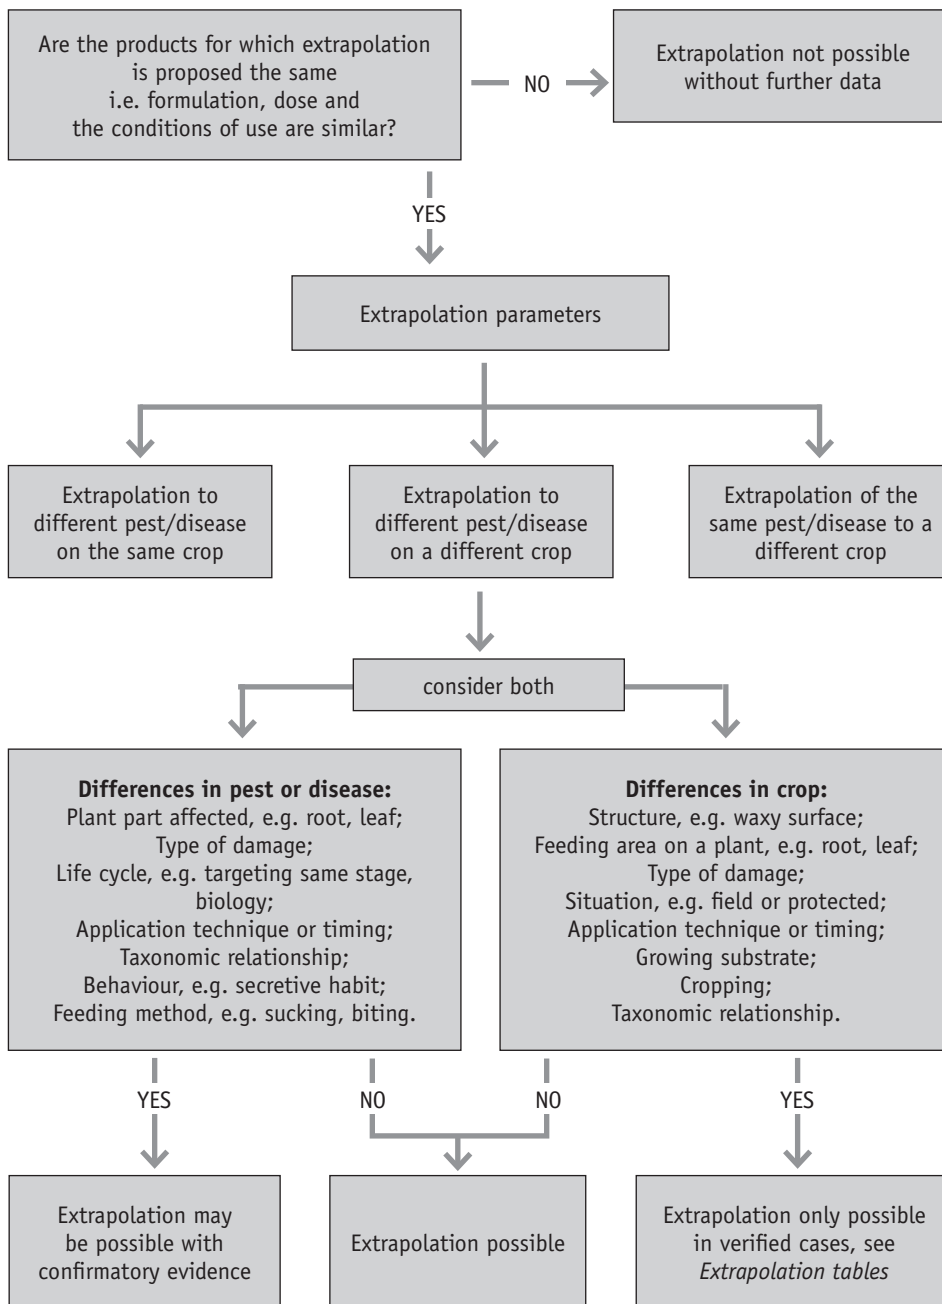 Are the products for which extrapolation
is proposed the same
i.e. formulation, dose and
the conditions of use are similar?
NO
Extrapolation not possible
without further data
YES
Extrapolation parameters
Extrapolation to
different pest/disease
on the same crop
Extrapolation to
different pest/disease
on a different crop
Extrapolation of the
same pest/disease to a
different crop
consider both
Differences in pest or disease:
Plant part affected, e.g. root, leaf;
Type of damage;
Life cycle, e.g. targeting same stage,
biology;
Application technique or timing;
Taxonomic relationship;
Behaviour, e.g. secretive habit;
Feeding method, e.g. sucking, biting.
Differences in crop:
Structure, e.g. waxy surface;
Feeding area on a plant, e.g. root, leaf;
Type of damage;
Situation, e.g. field or protected;
Application technique or timing;
Growing substrate;
Cropping;
Taxonomic relationship.
YES
NO
NO
YES
Extrapolation may
be possible with
confirmatory evidence
Extrapolation possible
Extrapolation only possible
in verified cases, see
Extrapolation tables